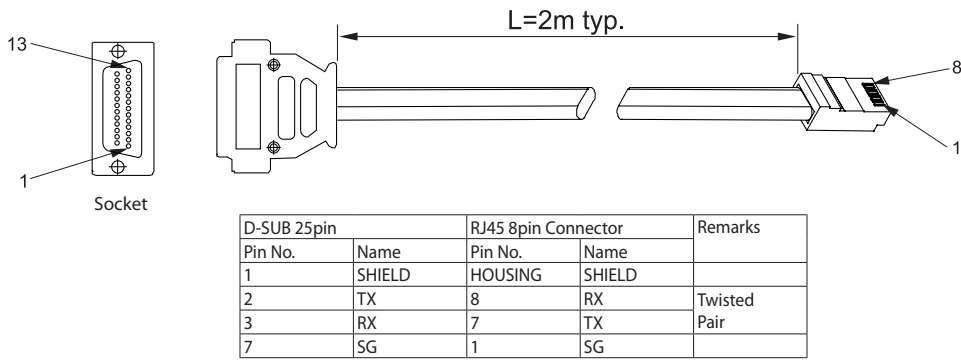 L=2m typ.
13
8
1
1
Socket
D-SUB 25pin RJ45 8pin Connector Remarks
Pin No. Name Pin No. Name
1 SHIELD HOUSING SHIELD
2 TX 8 RX Twisted
3 RX 7 TX Pair
7 SG 1 SG